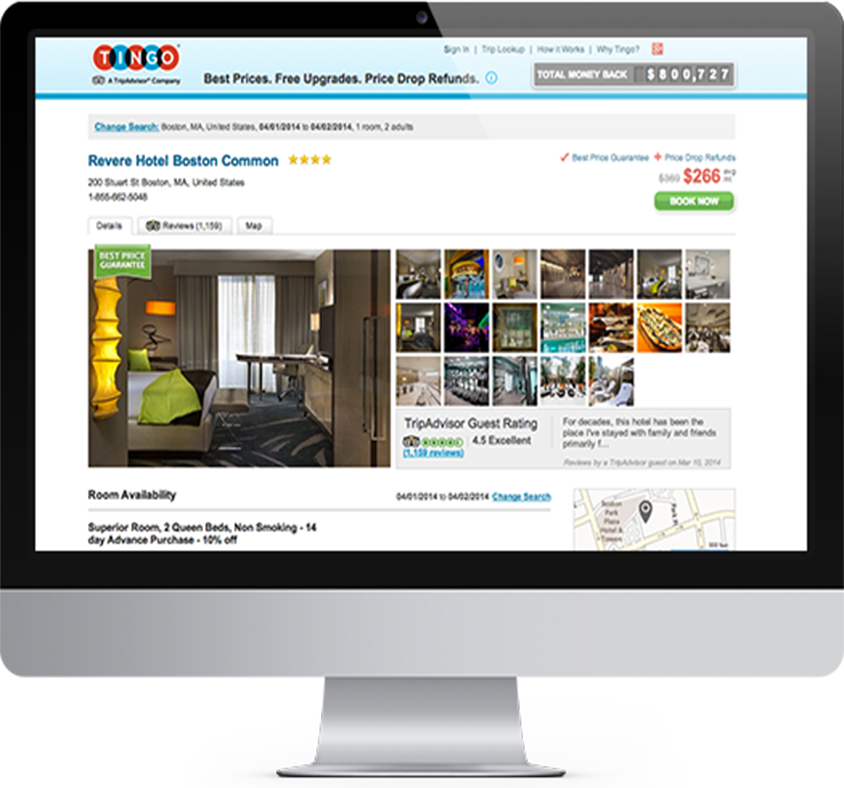 TINGO
A TripAdvisor® Company
Best Prices. Free Upgrades. Price Drop Refunds.
Sign In | Trip Lookup | How it Works | Why Tingo?
TOTAL MONEY BACK $800,727
Change Search: Boston, MA, United States, 04/01/2014 to 04/02/2014, 1 room, 2 adults
Revere Hotel Boston Common
200 Stuart St Boston, MA, United States
1-855-662-5048
Best Price Guarantee Price Drop Refunds
$369 $266 avg
BOOK NOW
Details Reviews (1,159) Map
BEST PRICE
GUARANTEE
TripAdvisor Guest Rating
4.5 Excellent
(1,159 reviews)
For decades, this hotel has been the
place I've stayed with family and friends
primarily f...
Reviews by a TripAdvisor guest on Mar 10, 2014
Room Availability
04/01/2014 to 04/02/2014 Change Search
Superior Room, 2 Queen Beds, Non Smoking - 14
day Advance Purchase - 10% off
Boston
Park
Plaza
Hotel &
Towers
Park Pl